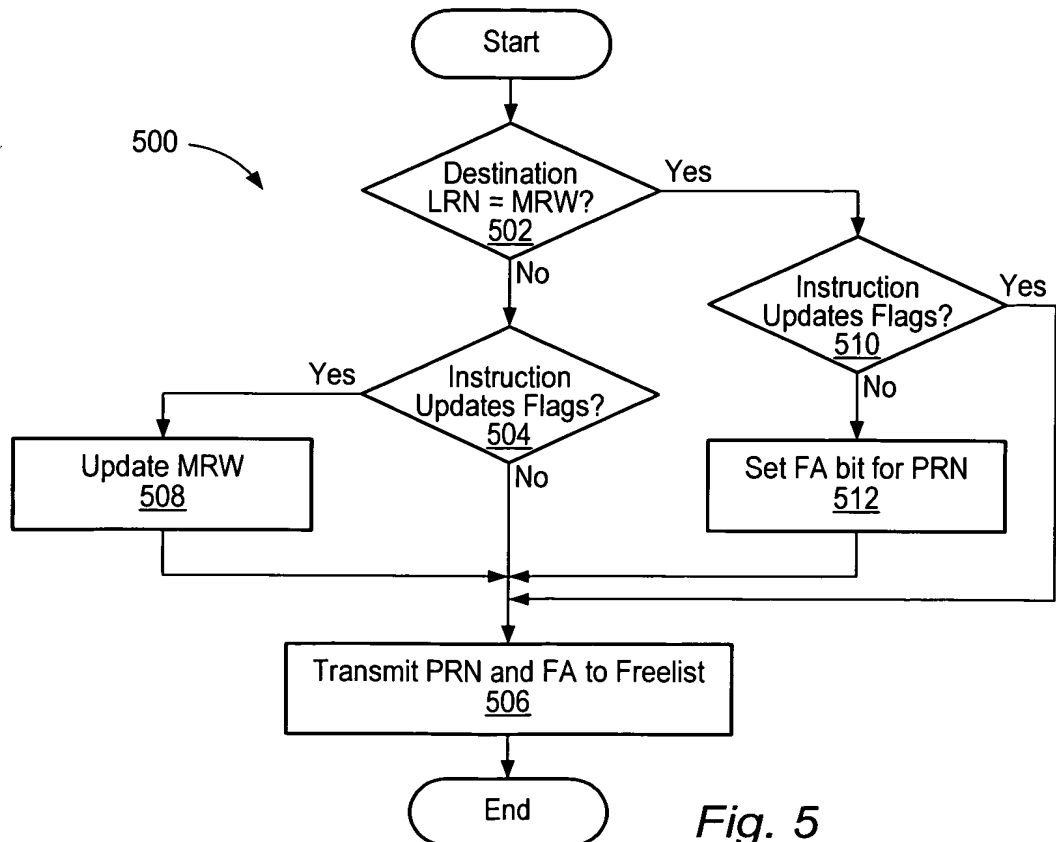 Start
500
Destination
LRN = MRW?
502
Yes
No
Instruction
Updates Flags?
510
Yes
No
Instruction
Updates Flags?
504
Yes
No
Update MRW
508
Set FA bit for PRN
512
Transmit PRN and FA to Freelist
506
End
Fig. 5